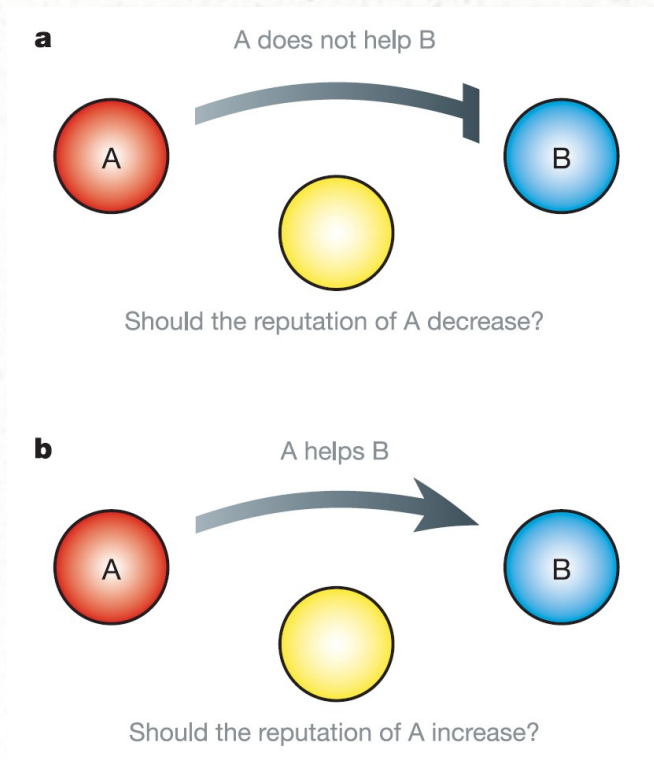 a
A does not help B
A
B
Should the reputation of A decrease?
b
A helps B
A
B
Should the reputation of A increase?